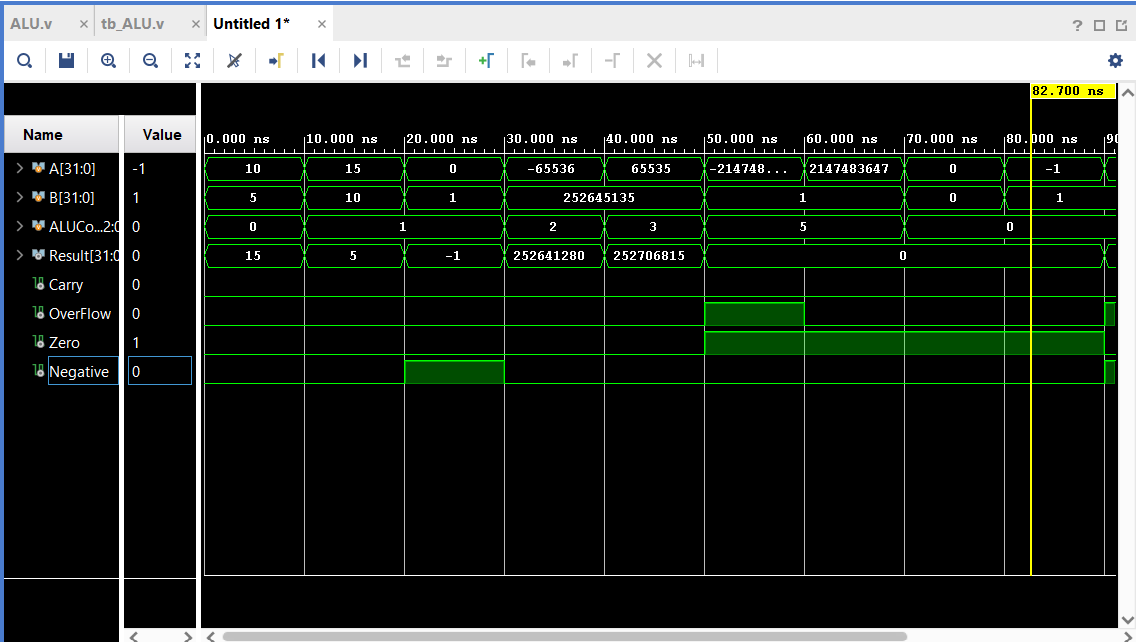 ALU.v × tb_ALU.v × Untitled 1* ×
?
Name Value
0.000 ns 10.000 ns 20.000 ns 30.000 ns 40.000 ns 50.000 ns 60.000 ns 70.000 ns 80.000 ns 90
82.700 ns
A[31:0] -1 10 15 0 -65536 65535 -214748... 2147483647 0 -1
B[31:0] 1 5 10 1 252645135 1 0 1
ALUCo...2:0 0 0 1 2 3 5 0
Result[31:0 0 15 5 -1 252641280 252706815 0
Carry 0
OverFlow 0
Zero 1
Negative 0